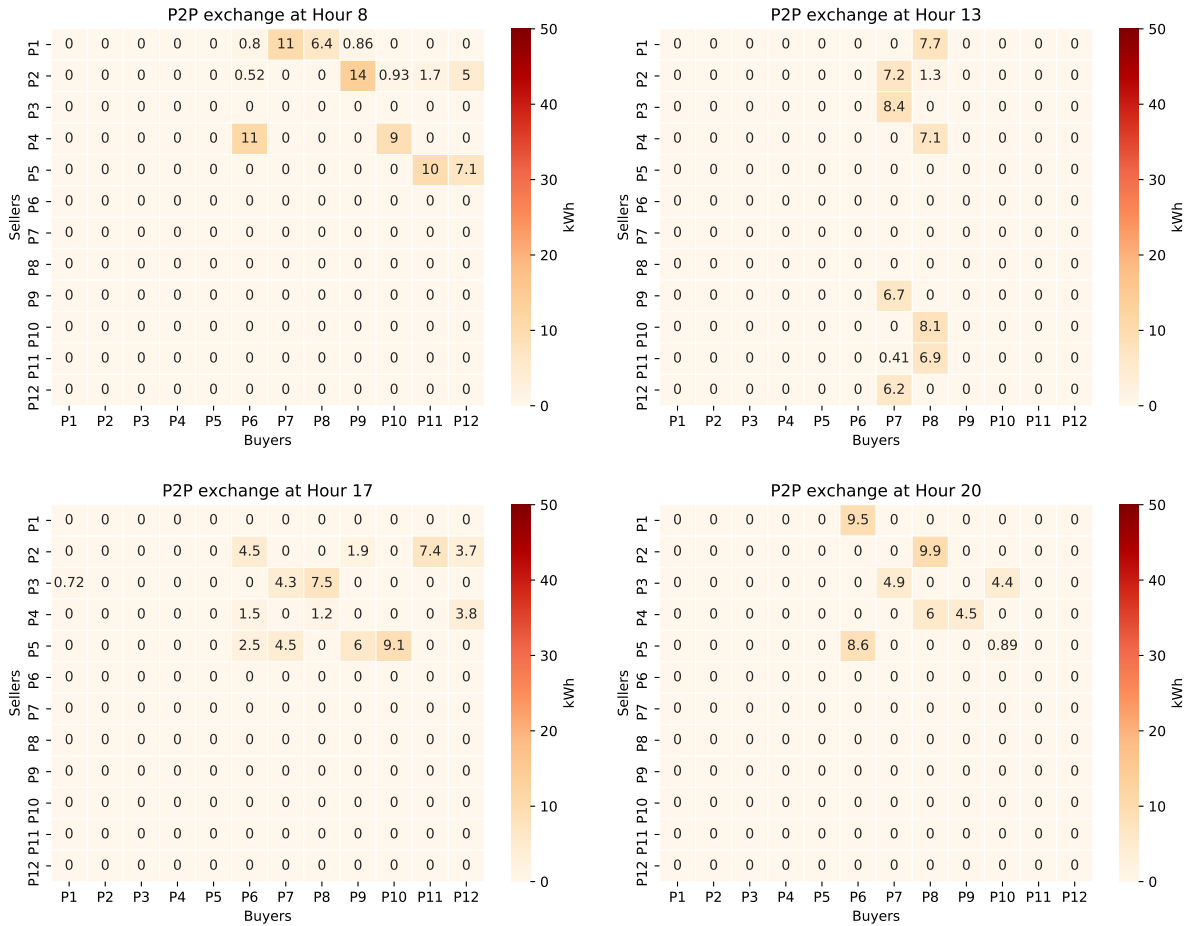 P2P exchange at Hour 8
P1 0 0 0 0 0 0.8 11 6.4 0.86 0 0 0
P2 0 0 0 0 0 0.52 0 0 14 0.93 1.7 5
P3 0 0 0 0 0 0 0 0 0 0 0 0
P4 0 0 0 0 0 11 0 0 0 9 0 0
P5 0 0 0 0 0 0 0 0 0 0 10 7.1
P6 0 0 0 0 0 0 0 0 0 0 0 0
P7 0 0 0 0 0 0 0 0 0 0 0 0
P8 0 0 0 0 0 0 0 0 0 0 0 0
P9 0 0 0 0 0 0 0 0 0 0 0 0
P10 0 0 0 0 0 0 0 0 0 0 0 0
P11 0 0 0 0 0 0 0 0 0 0 0 0
P12 0 0 0 0 0 0 0 0 0 0 0 0
P1 P2 P3 P4 P5 P6 P7 P8 P9 P10 P11 P12
Buyers
Sellers
50
40
30
20
10
0
kWh
P2P exchange at Hour 13
P1 0 0 0 0 0 0 0 7.7 0 0 0 0
P2 0 0 0 0 0 0 7.2 1.3 0 0 0 0
P3 0 0 0 0 0 0 8.4 0 0 0 0 0
P4 0 0 0 0 0 0 0 7.1 0 0 0 0
P5 0 0 0 0 0 0 0 0 0 0 0 0
P6 0 0 0 0 0 0 0 0 0 0 0 0
P7 0 0 0 0 0 0 0 0 0 0 0 0
P8 0 0 0 0 0 0 0 0 0 0 0 0
P9 0 0 0 0 0 0 6.7 0 0 0 0 0
P10 0 0 0 0 0 0 0 8.1 0 0 0 0
P11 0 0 0 0 0 0 0.41 6.9 0 0 0 0
P12 0 0 0 0 0 0 6.2 0 0 0 0 0
P1 P2 P3 P4 P5 P6 P7 P8 P9 P10 P11 P12
Buyers
Sellers
50
40
30
20
10
0
kWh
P2P exchange at Hour 17
P1 0 0 0 0 0 0 0 0 0 0 0 0
P2 0 0 0 0 0 4.5 0 0 1.9 0 7.4 3.7
P3 0.72 0 0 0 0 0 4.3 7.5 0 0 0 0
P4 0 0 0 0 0 1.5 0 1.2 0 0 0 3.8
P5 0 0 0 0 0 2.5 4.5 0 6 9.1 0 0
P6 0 0 0 0 0 0 0 0 0 0 0 0
P7 0 0 0 0 0 0 0 0 0 0 0 0
P8 0 0 0 0 0 0 0 0 0 0 0 0
P9 0 0 0 0 0 0 0 0 0 0 0 0
P10 0 0 0 0 0 0 0 0 0 0 0 0
P11 0 0 0 0 0 0 0 0 0 0 0 0
P12 0 0 0 0 0 0 0 0 0 0 0 0
P1 P2 P3 P4 P5 P6 P7 P8 P9 P10 P11 P12
Buyers
Sellers
50
40
30
20
10
0
kWh
P2P exchange at Hour 20
P1 0 0 0 0 0 9.5 0 0 0 0 0 0
P2 0 0 0 0 0 0 0 9.9 0 0 0 0
P3 0 0 0 0 0 0 4.9 0 0 4.4 0 0
P4 0 0 0 0 0 0 0 6 4.5 0 0 0
P5 0 0 0 0 0 8.6 0 0 0 0.89 0 0
P6 0 0 0 0 0 0 0 0 0 0 0 0
P7 0 0 0 0 0 0 0 0 0 0 0 0
P8 0 0 0 0 0 0 0 0 0 0 0 0
P9 0 0 0 0 0 0 0 0 0 0 0 0
P10 0 0 0 0 0 0 0 0 0 0 0 0
P11 0 0 0 0 0 0 0 0 0 0 0 0
P12 0 0 0 0 0 0 0 0 0 0 0 0
P1 P2 P3 P4 P5 P6 P7 P8 P9 P10 P11 P12
Buyers
Sellers
50
40
30
20
10
0
kWh